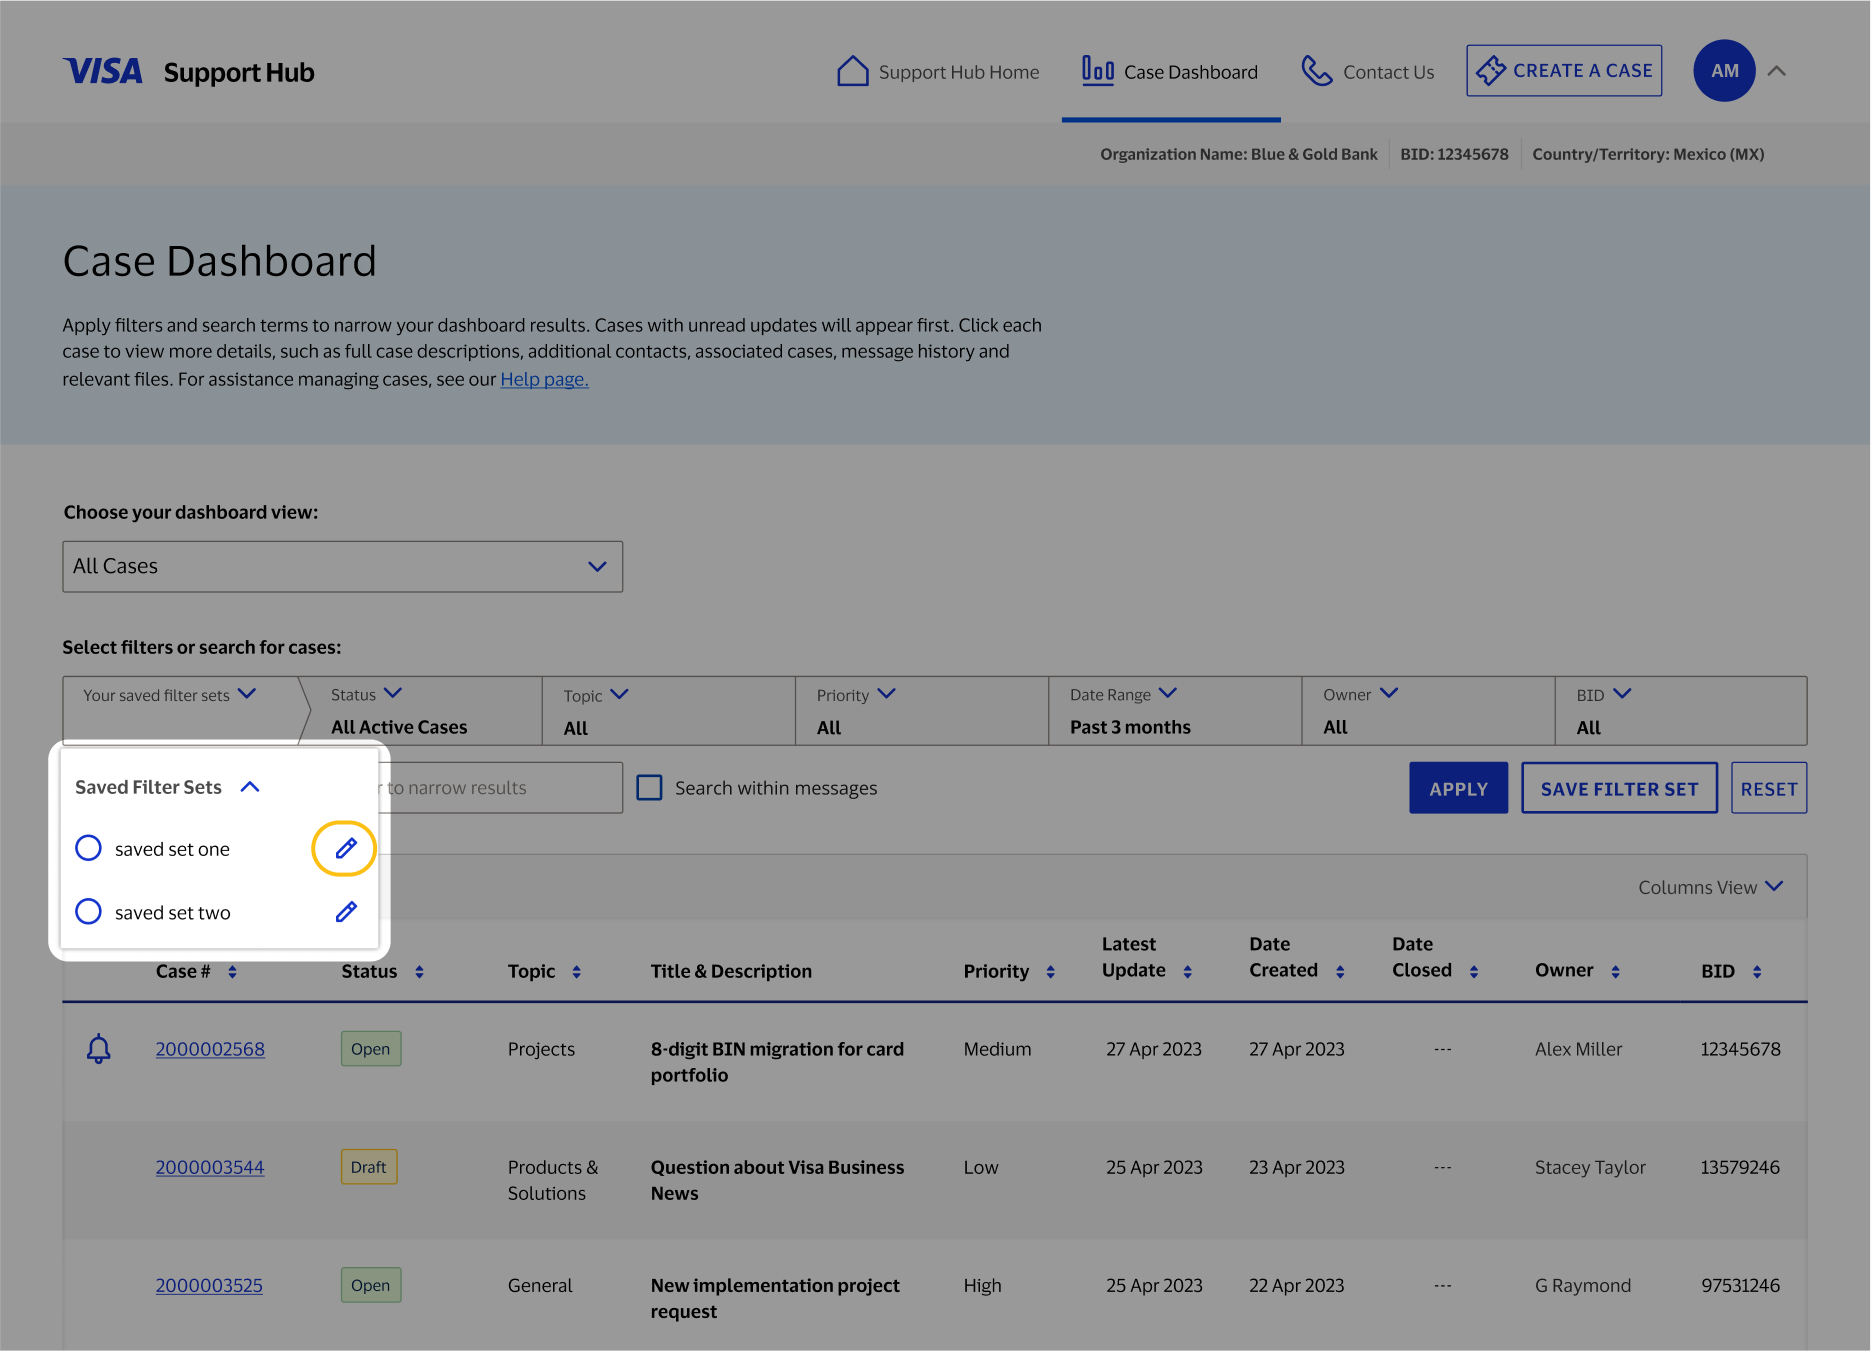 VISA Support Hub
Support Hub Home
Case Dashboard
Contact Us
CREATE A CASE
AM
Organization Name: Blue & Gold Bank
BID: 12345678
Country/Territory: Mexico (MX)
Case Dashboard
Apply filters and search terms to narrow your dashboard results. Cases with unread updates will appear first. Click each
case to view more details, such as full case descriptions, additional contacts, associated cases, message history and
relevant files. For assistance managing cases, see our Help page.
Choose your dashboard view:
All Cases
Select filters or search for cases:
Your saved filter sets
Status
All Active Cases
Topic
All
Priority
All
Date Range
Past 3 months
Owner
All
BID
All
Saved Filter Sets
saved set one
saved set two
to narrow results
Search within messages
APPLY
SAVE FILTER SET
RESET
Columns View
Case #
Status
Topic
Title & Description
Priority
Latest
Update
Date
Created
Date
Closed
Owner
BID
2000002568
Open
Projects
8-digit BIN migration for card
portfolio
Medium
27 Apr 2023
27 Apr 2023
---
Alex Miller
12345678
2000003544
Draft
Products &
Solutions
Question about Visa Business
News
Low
25 Apr 2023
23 Apr 2023
---
Stacey Taylor
13579246
2000003525
Open
General
New implementation project
request
High
25 Apr 2023
22 Apr 2023
---
G Raymond
97531246